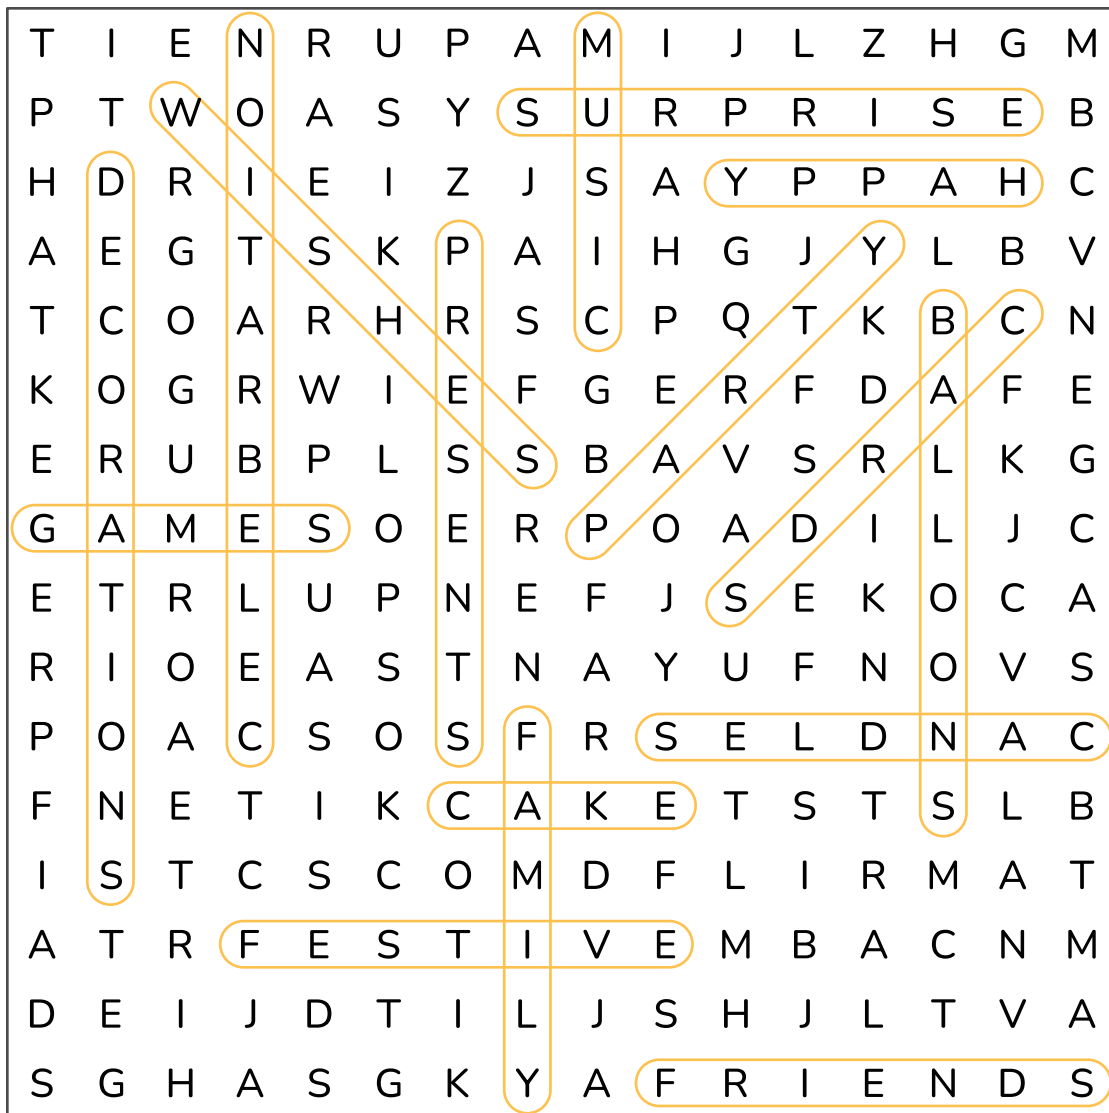 T I E N R U P A M I J L Z H G M
P T W O A S Y S U R P R I S E B
H D R I E I Z J S A Y P P A H C
A E G T S K P A I H G J Y L B V
T C O A R H R S C P Q T K B C N
K O G R W I E F G E R F D A F E
E R U B P L S S B A V S R L K G
G A M E S O E R P O A D I L J C
E T R L U P N E F J S E K O C A
R I O E A S T N A Y U F N O V S
P O A C S O S F R S E L D N A C
F N E T I K C A K E T S T S L B
I S T C S C O M D F L I R M A T
A T R F E S T I V E M B A C N M
D E I J D T I L J S H J L T V A
S G H A S G K Y A F R I E N D S